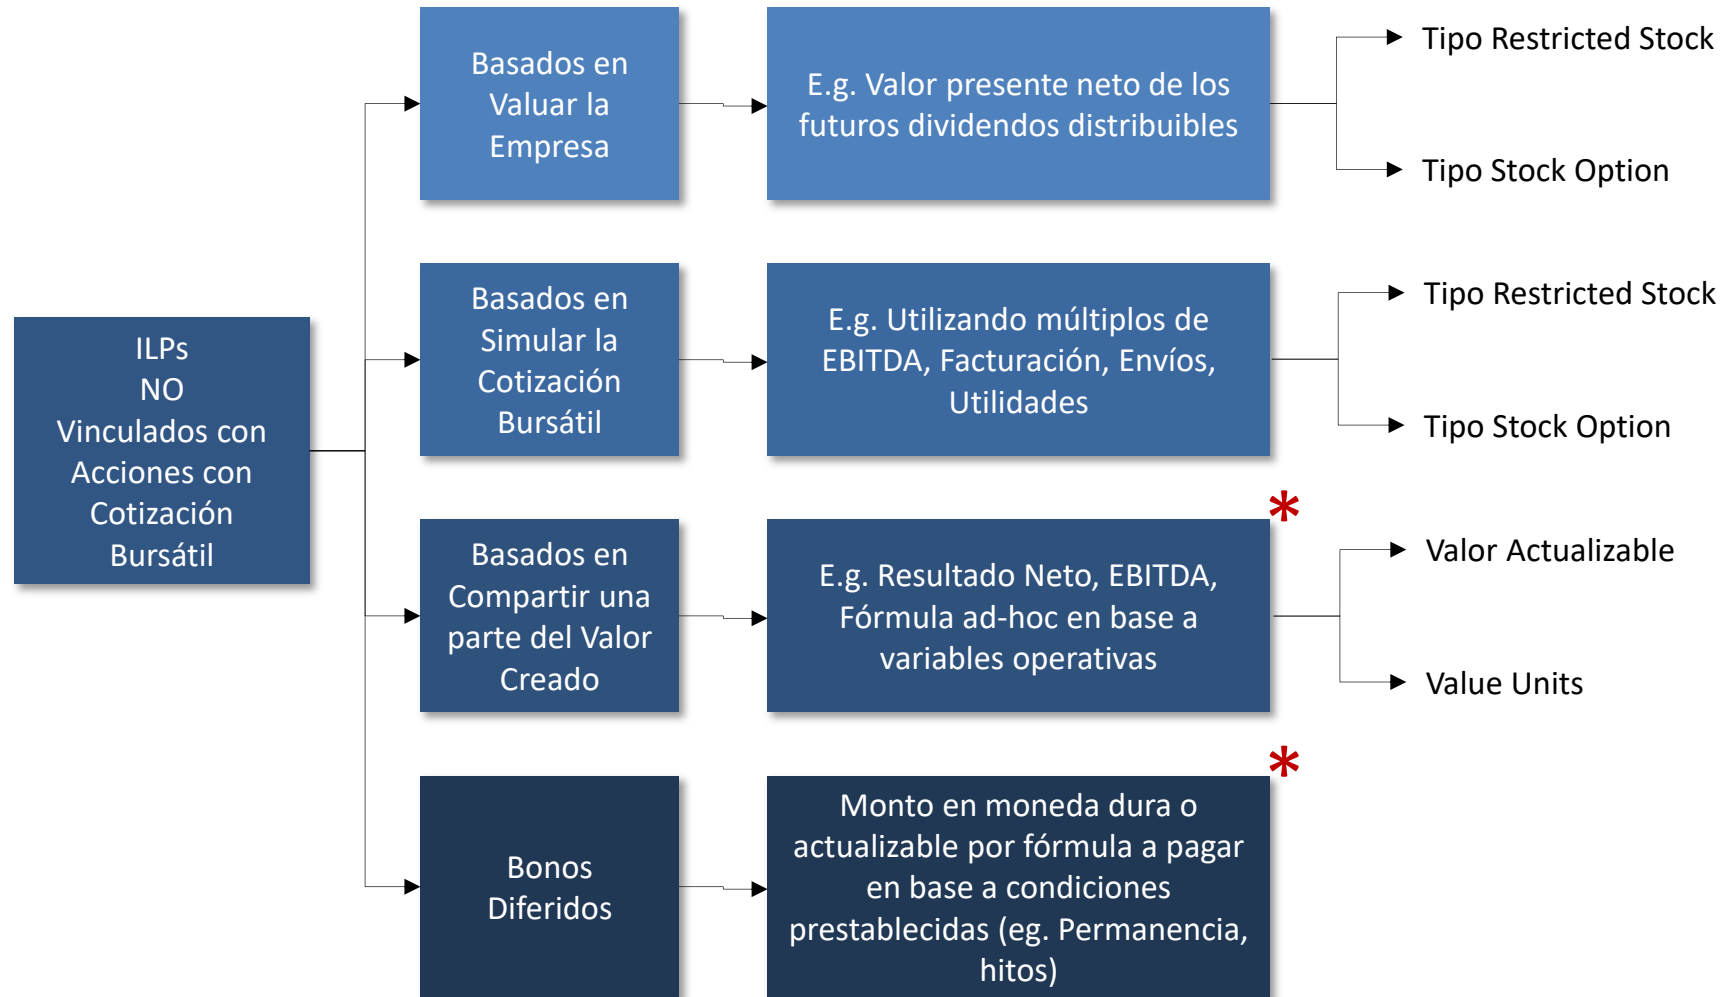 ILPs
NO
Vinculados con
Acciones con
Cotización
Bursátil
Basados en
Valuar la
Empresa
E.g. Valor presente neto de los
futuros dividendos distribuibles
Tipo Restricted Stock
Tipo Stock Option
Basados en
Simular la
Cotización
Bursátil
E.g. Utilizando múltiplos de
EBITDA, Facturación, Envíos,
Utilidades
Tipo Restricted Stock
Tipo Stock Option
Basados en
Compartir una
parte del Valor
Creado
*
E.g. Resultado Neto, EBITDA,
Fórmula ad-hoc en base a
variables operativas
Valor Actualizable
Value Units
Bonos
Diferidos
*
Monto en moneda dura o
actualizable por fórmula a pagar
en base a condiciones
prestablecidas (eg. Permanencia,
hitos)